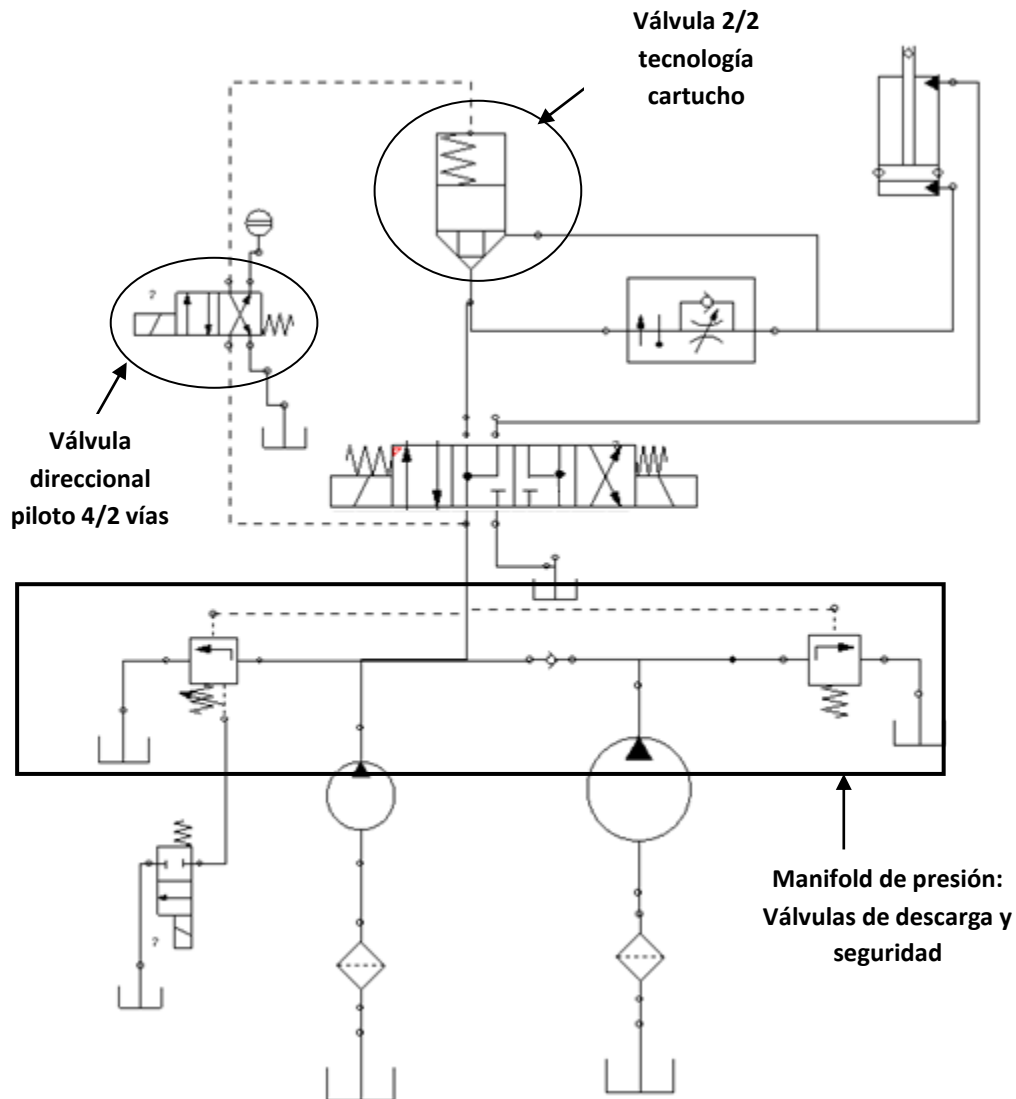 Válvula 2/2
tecnología
cartucho
?
Válvula
direccional
piloto 4/2 vías
?
Manifold de presión:
Válvulas de descarga y
seguridad
?